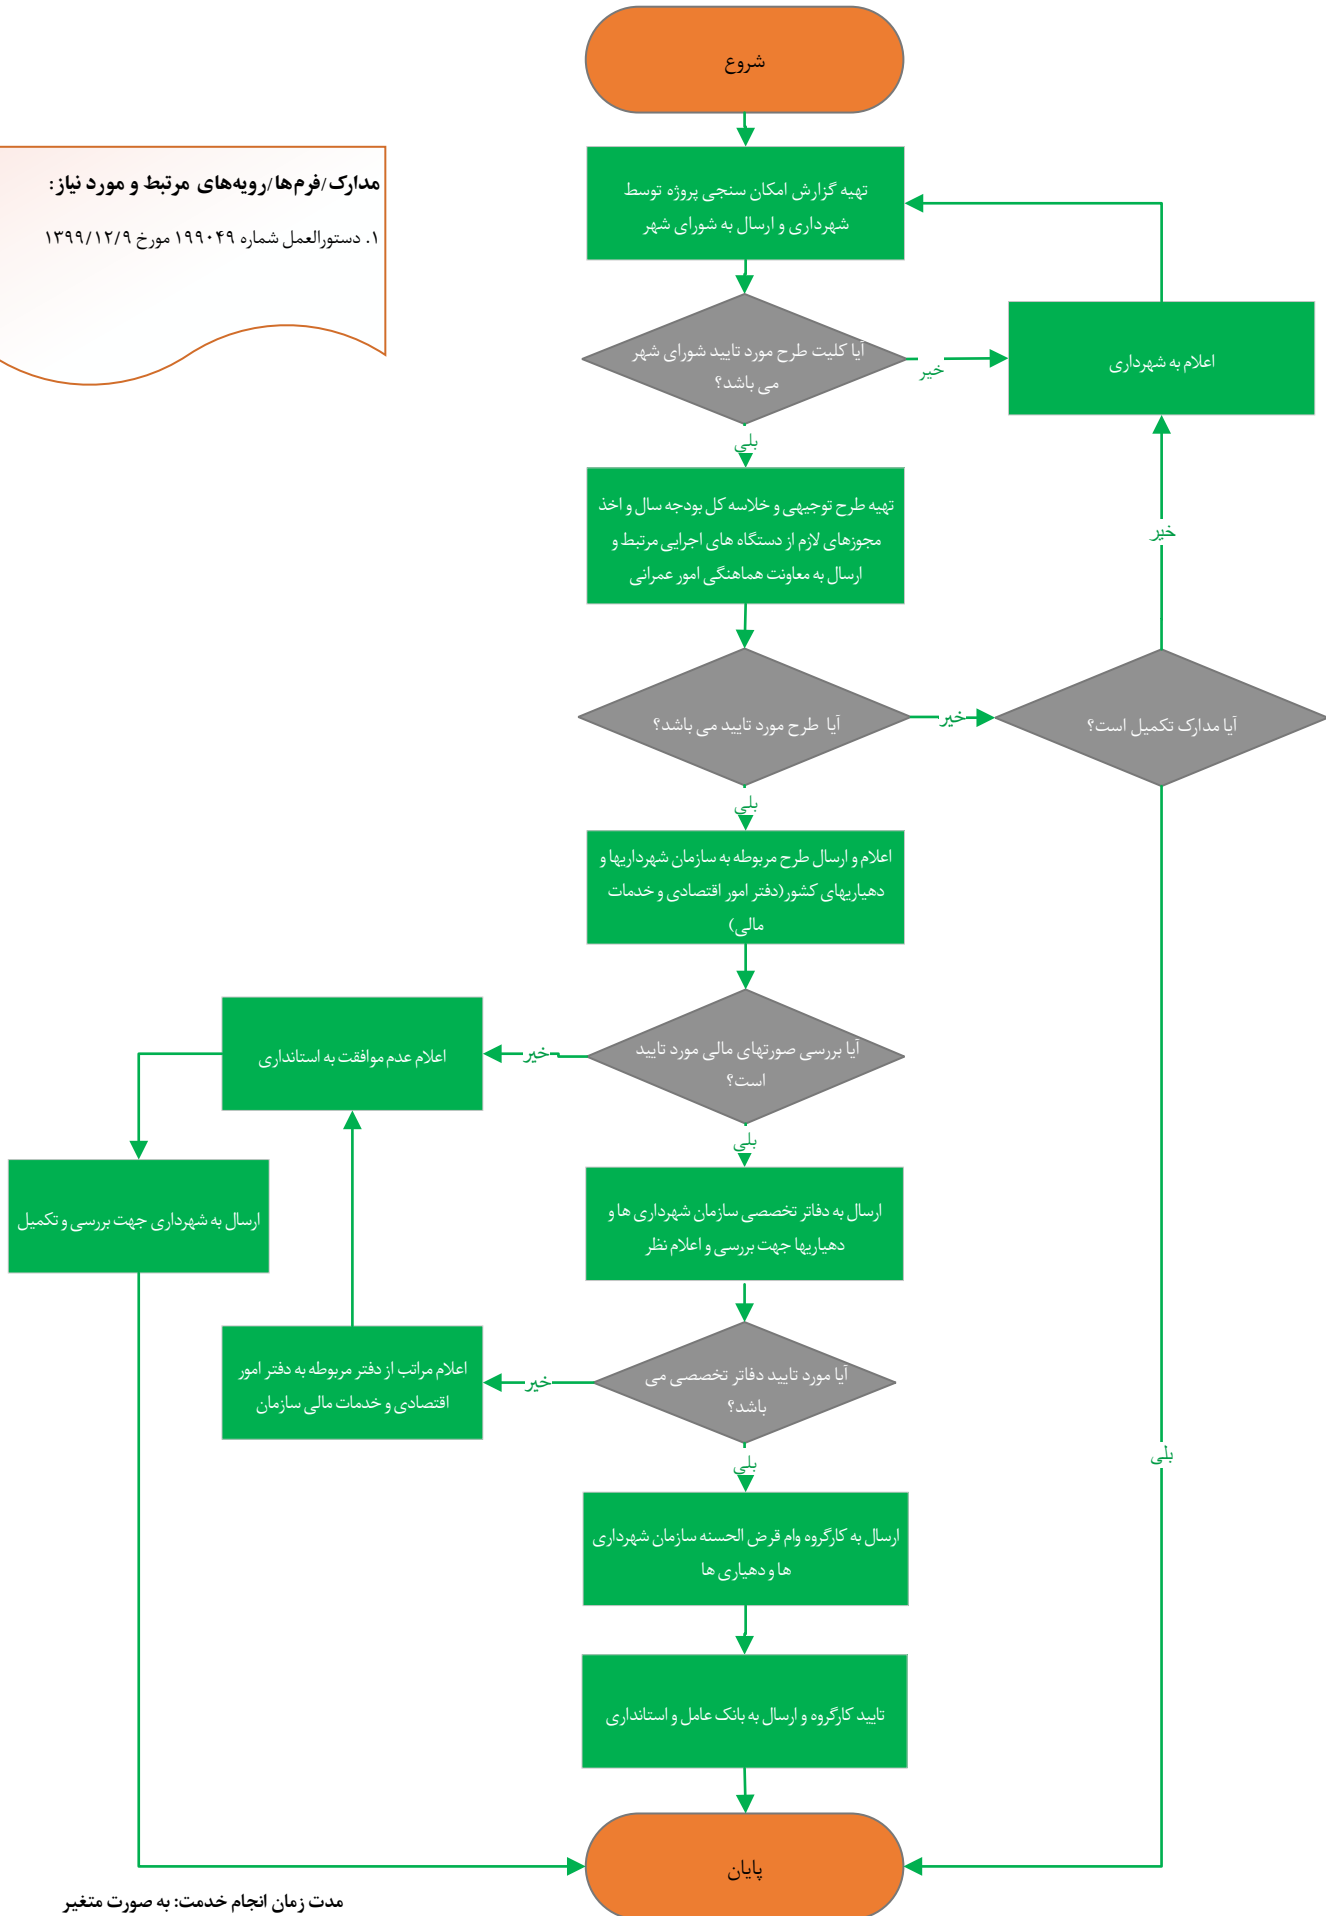 شروع
مدارک/فرم‌ها/رویه‌های مرتبط و مورد نیاز:
۱. دستورالعمل شماره ۱۹۹۰۴۹ مورخ ۱۳۹۹/۱۲/۹
تهیه گزارش امکان سنجی پروژه توسط
شهرداری و ارسال به شورای شهر
آیا کلیت طرح مورد تایید شورای شهر
می باشد؟
خیر
اعلام به شهرداری
بلی
تهیه طرح توجیهی و خلاسه کل بودجه سال و اخذ
مجوزهای لازم از دستگاه های اجرایی مرتبط و
ارسال به معاونت هماهنگی امور عمرانی
خیر
آیا طرح مورد تایید می باشد؟
خیر
آیا مدارک تکمیل است؟
بلی
اعلام و ارسال طرح مربوطه به سازمان شهرداریها و
دهیاریهای کشور(دفتر امور اقتصادی و خدمات
مالی)
آیا بررسی صورتهای مالی مورد تایید
است؟
خیر
اعلام عدم موافقت به استانداری
بلی
ارسال به دفاتر تخصصی سازمان شهرداری ها و
دهیاریها جهت بررسی و اعلام نظر
ارسال به شهرداری جهت بررسی و تکمیل
آیا مورد تایید دفاتر تخصصی می
باشد؟
خیر
اعلام مراتب از دفتر مربوطه به دفتر امور
اقتصادی و خدمات مالی سازمان
بلی
بلی
ارسال به کارگروه وام قرض الحسنه سازمان شهرداری
ها و دهیاری ها
تایید کارگروه و ارسال به بانک عامل و استانداری
پایان
مدت زمان انجام خدمت: به صورت متغیر